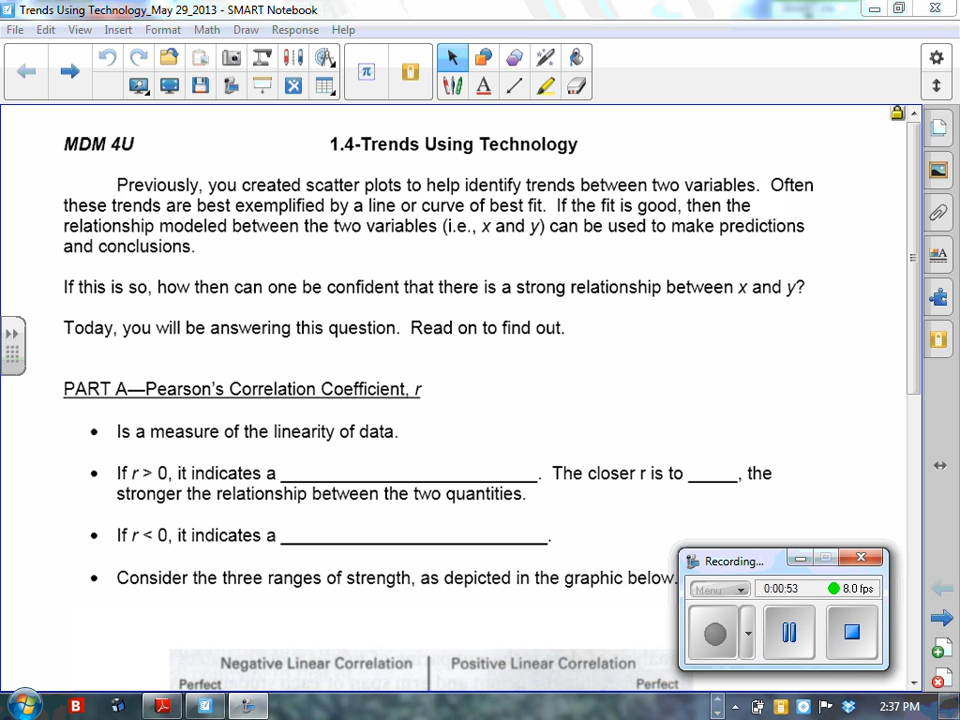 Trends Using Technology_May 29_2013 - SMART Notebook
File Edit View Insert Format Math Draw Response Help
MDM 4U 1.4-Trends Using Technology
Previously, you created scatter plots to help identify trends between two variables. Often
these trends are best exemplified by a line or curve of best fit. If the fit is good, then the
relationship modeled between the two variables (i.e., x and y) can be used to make predictions
and conclusions.
If this is so, how then can one be confident that there is a strong relationship between x and y?
Today, you will be answering this question. Read on to find out.
PART A—Pearson's Correlation Coefficient, r
• Is a measure of the linearity of data.
• If r > 0, it indicates a __________________________. The closer r is to _____, the
stronger the relationship between the two quantities.
• If r < 0, it indicates a ___________________________.
• Consider the three ranges of strength, as depicted in the graphic below.
Recording...
Menu 0:00:53 8.0 fps
Negative Linear Correlation Positive Linear Correlation
Perfect Perfect
2:37 PM